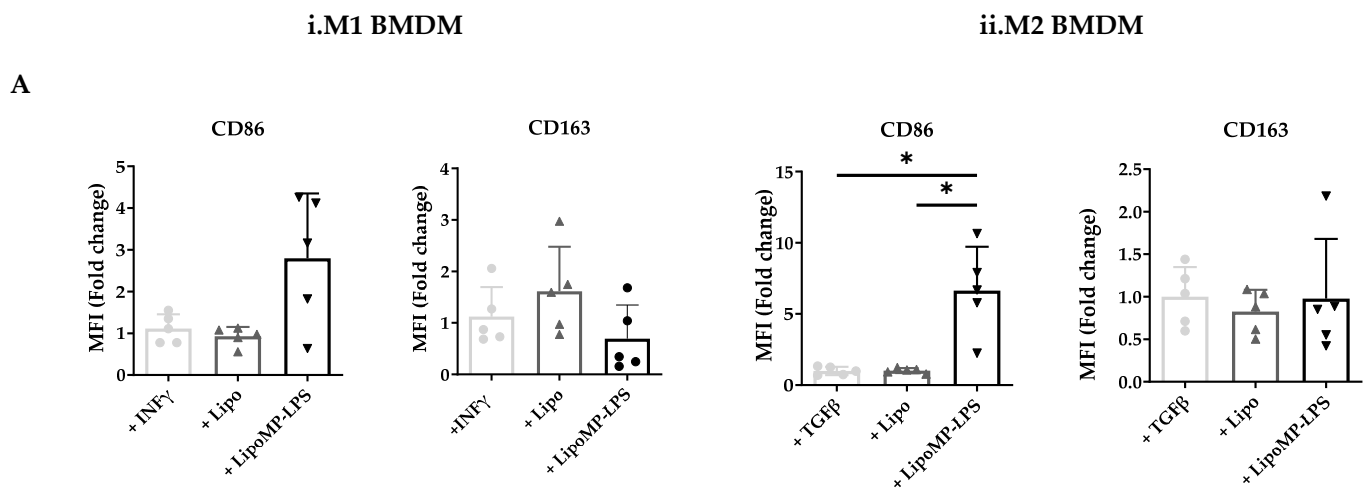 i.M1 BMDM
ii.M2 BMDM
A
CD86
MFI (Fold change)
5
4
3
2
1
0
+ INFγ
+ Lipo
+ LipoMP-LPS
CD163
MFI (Fold change)
4
3
2
1
0
+INFγ
+ Lipo
+ LipoMP-LPS
CD86
MFI (Fold change)
15
10
5
0
*
*
+ TGFβ
+ Lipo
+ LipoMP-LPS
CD163
MFI (Fold change)
2.5
2.0
1.5
1.0
0.5
0.0
+ TGFβ
+ Lipo
+ LipoMP-LPS